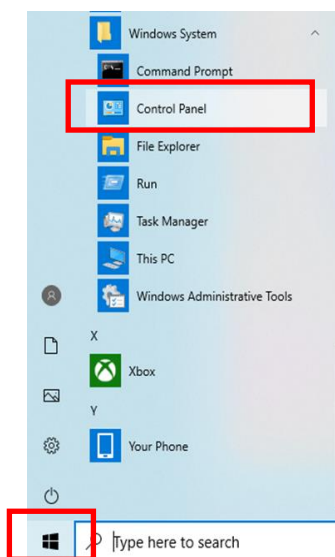 Windows System
Command Prompt
Control Panel
File Explorer
Run
Task Manager
This PC
Windows Administrative Tools
X
Xbox
Y
Your Phone
Type here to search